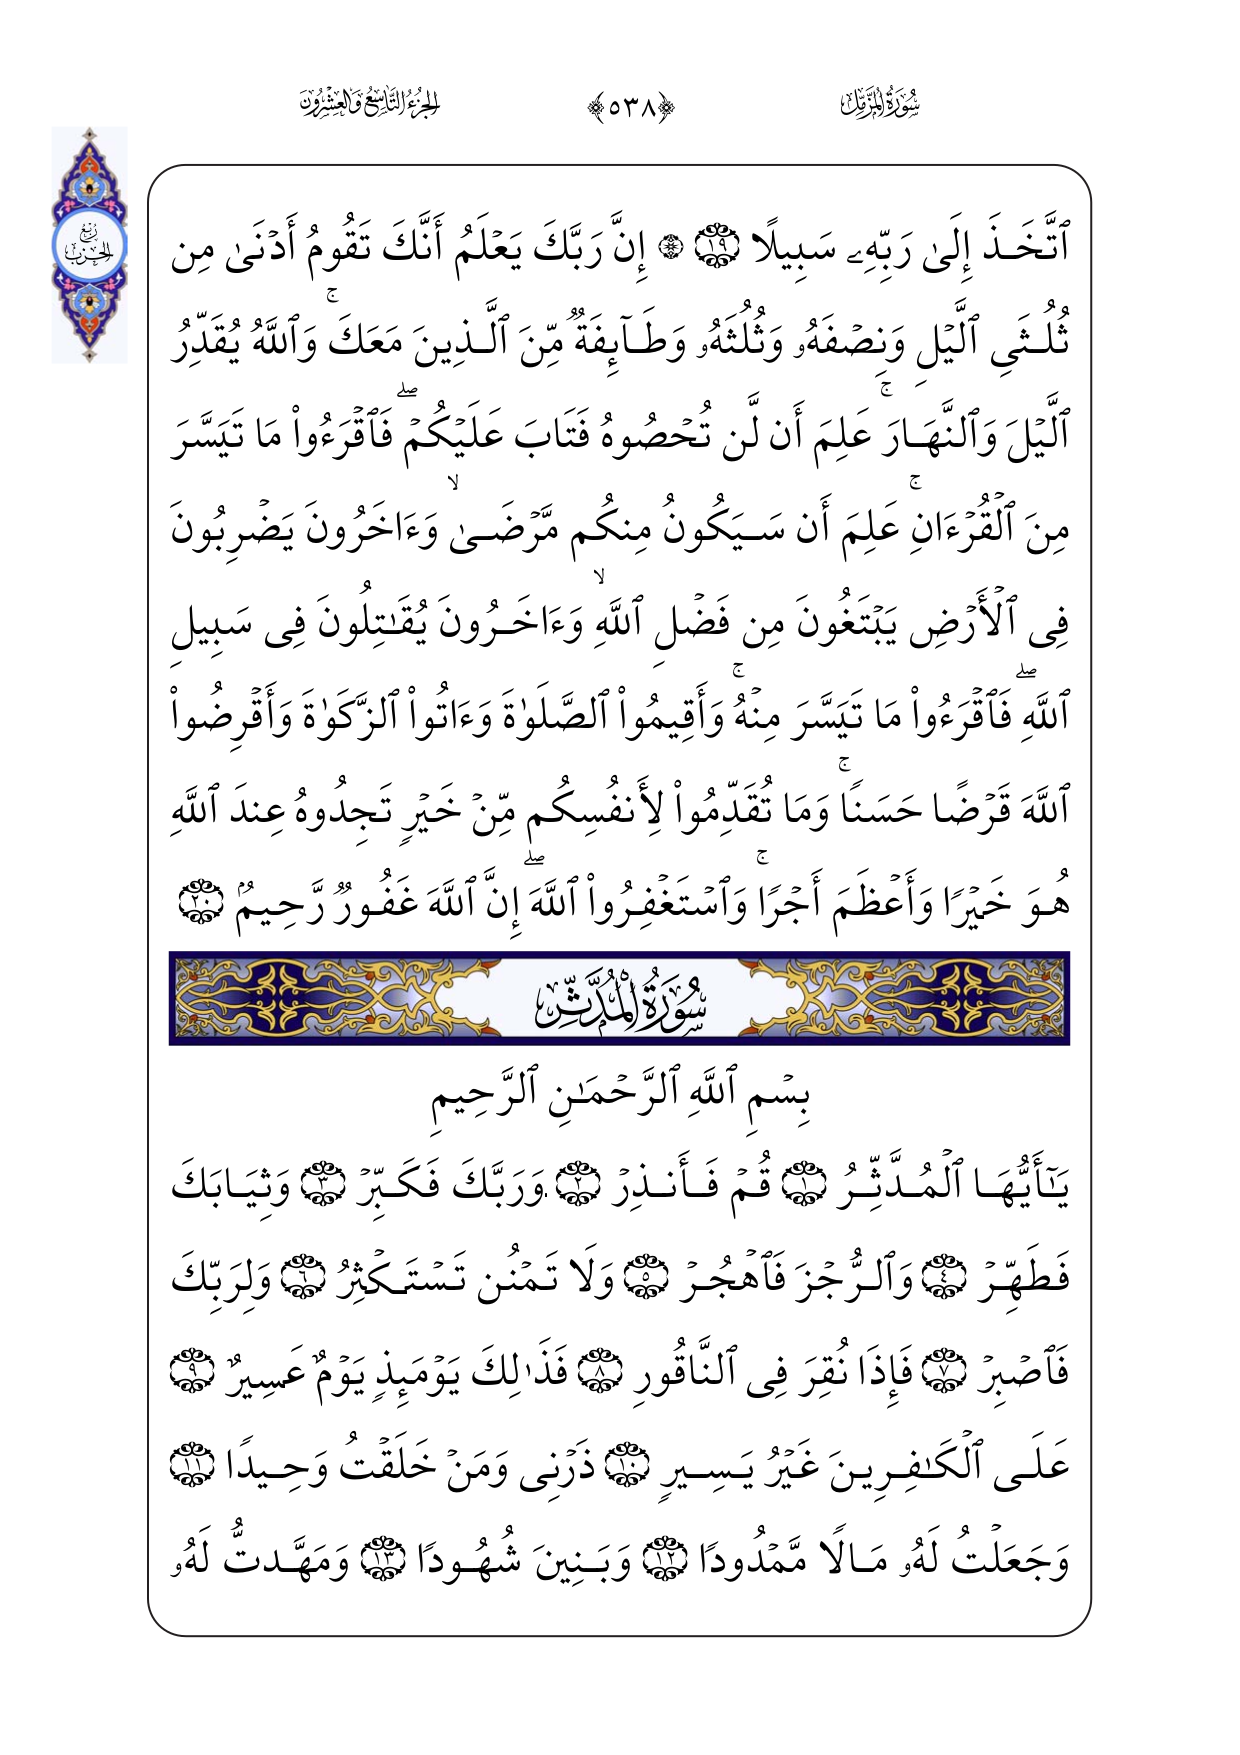 سُورَةُ المُزَّمِّل ﴿٥٣٨﴾ الجُزْءُ التَّاسِعُ وَالعِشْرُونَ
رُبْعُ
الحِزْب
ٱتَّخَذَ إِلَىٰ رَبِّهِۦ سَبِيلًا ١٩ ۞ إِنَّ رَبَّكَ يَعۡلَمُ أَنَّكَ تَقُومُ أَدۡنَىٰ مِن
ثُلُثَيِ ٱلَّيۡلِ وَنِصۡفَهُۥ وَثُلُثَهُۥ وَطَآئِفَةٞ مِّنَ ٱلَّذِينَ مَعَكَۚ وَٱللَّهُ يُقَدِّرُ
ٱلَّيۡلَ وَٱلنَّهَارَۚ عَلِمَ أَن لَّن تُحۡصُوهُ فَتَابَ عَلَيۡكُمۡۖ فَٱقۡرَءُواْ مَا تَيَسَّرَ
مِنَ ٱلۡقُرۡءَانِۚ عَلِمَ أَن سَيَكُونُ مِنكُم مَّرۡضَىٰ وَءَاخَرُونَۙ يَضۡرِبُونَ
فِي ٱلۡأَرۡضِ يَبۡتَغُونَ مِن فَضۡلِ ٱللَّهِۙ وَءَاخَرُونَ يُقَٰتِلُونَ فِي سَبِيلِ
ٱللَّهِۖ فَٱقۡرَءُواْ مَا تَيَسَّرَ مِنۡهُۚ وَأَقِيمُواْ ٱلصَّلَوٰةَ وَءَاتُواْ ٱلزَّكَوٰةَ وَأَقۡرِضُواْ
ٱللَّهَ قَرۡضًا حَسَنٗاۚ وَمَا تُقَدِّمُواْ لِأَنفُسِكُم مِّنۡ خَيۡرٖ تَجِدُوهُ عِندَ ٱللَّهِ
هُوَ خَيۡرٗا وَأَعۡظَمَ أَجۡرٗاۚ وَٱسۡتَغۡفِرُواْ ٱللَّهَۖ إِنَّ ٱللَّهَ غَفُورٞ رَّحِيمُۢ ٢٠
سُورَةُ الْمُدَّثِّرِ
بِسۡمِ ٱللَّهِ ٱلرَّحۡمَٰنِ ٱلرَّحِيمِ
يَٰٓأَيُّهَا ٱلۡمُدَّثِّرُ ١ قُمۡ فَأَنذِرۡ ٢ وَرَبَّكَ فَكَبِّرۡ ٣ وَثِيَابَكَ
فَطَهِّرۡ ٤ وَٱلرُّجۡزَ فَٱهۡجُرۡ ٥ وَلَا تَمۡنُن تَسۡتَكۡثِرُ ٦ وَلِرَبِّكَ
فَٱصۡبِرۡ ٧ فَإِذَا نُقِرَ فِي ٱلنَّاقُورِ ٨ فَذَٰلِكَ يَوۡمَئِذٖ يَوۡمٌ عَسِيرٌ ٩
عَلَى ٱلۡكَٰفِرِينَ غَيۡرُ يَسِيرٖ ١٠ ذَرۡنِي وَمَنۡ خَلَقۡتُ وَحِيدٗا ١١
وَجَعَلۡتُ لَهُۥ مَالٗا مَّمۡدُودٗا ١٢ وَبَنِينَ شُهُودٗا ١٣ وَمَهَّدتُّ لَهُۥ